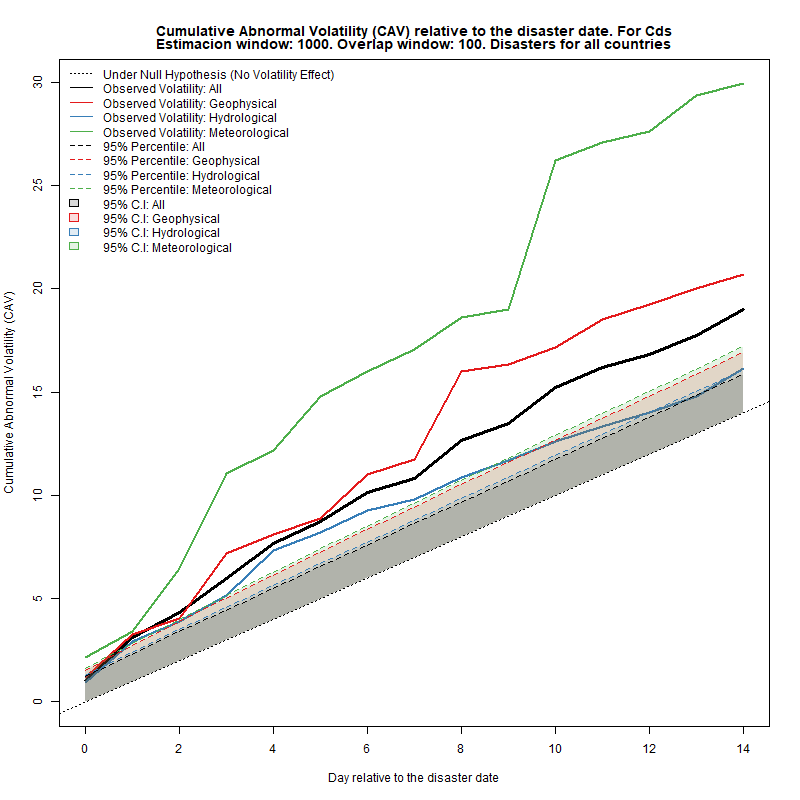 Cumulative Abnormal Volatility (CAV) relative to the disaster date. For Cds
Estimacion window: 1000. Overlap window: 100. Disasters for all countries
Under Null Hypothesis (No Volatility Effect)
Observed Volatility: All
Observed Volatility: Geophysical
Observed Volatility: Hydrological
Observed Volatility: Meteorological
95% Percentile: All
95% Percentile: Geophysical
95% Percentile: Hydrological
95% Percentile: Meteorological
95% C.I: All
95% C.I: Geophysical
95% C.I: Hydrological
95% C.I: Meteorological
Cumulative Abnormal Volatility (CAV)
30
25
20
15
10
5
0
0 2 4 6 8 10 12 14
Day relative to the disaster date